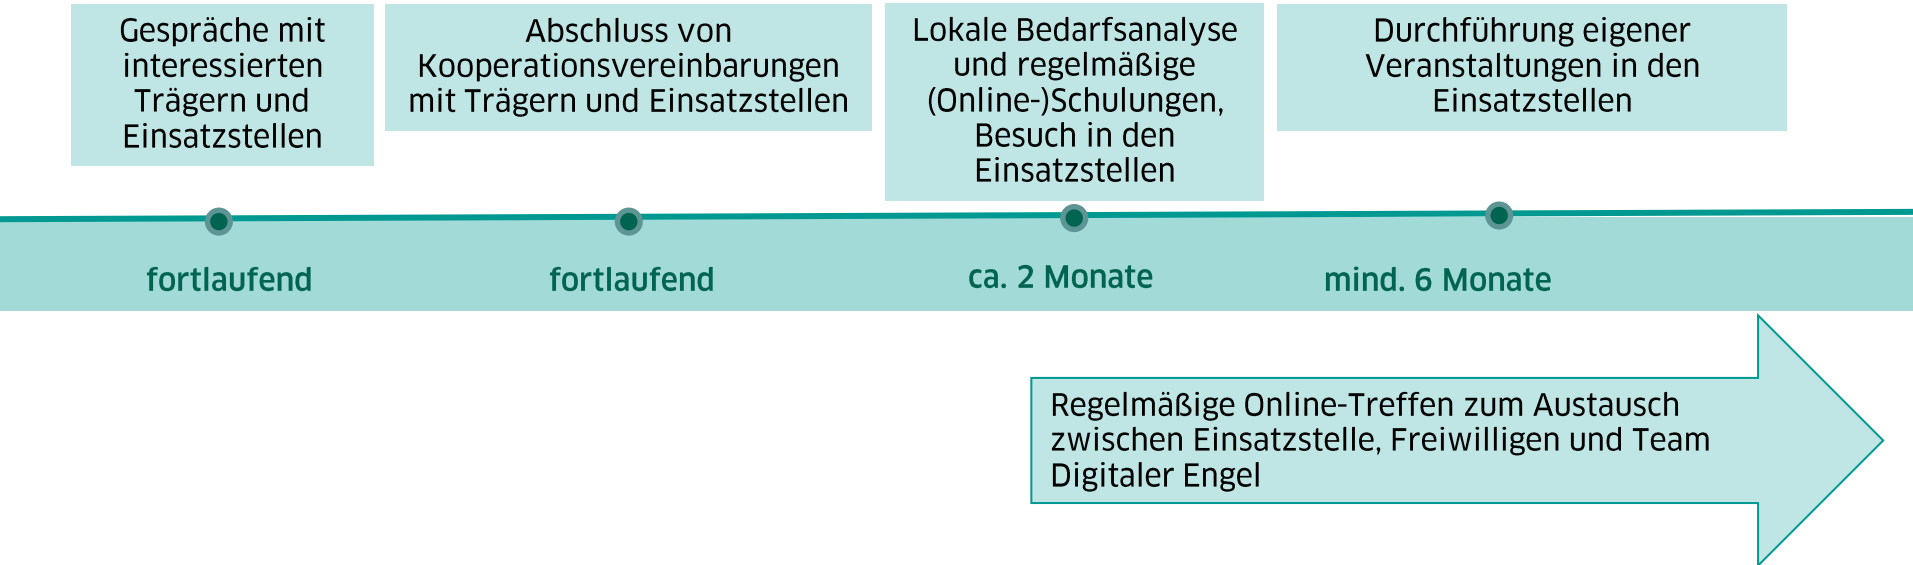 Gespräche mit
interessierten
Trägern und
Einsatzstellen
Abschluss von
Kooperationsvereinbarungen
mit Trägern und Einsatzstellen
Lokale Bedarfsanalyse
und regelmäßige
(Online-)Schulungen,
Besuch in den
Einsatzstellen
Durchführung eigener
Veranstaltungen in den
Einsatzstellen
fortlaufend
fortlaufend
ca. 2 Monate
mind. 6 Monate
Regelmäßige Online-Treffen zum Austausch
zwischen Einsatzstelle, Freiwilligen und Team
Digitaler Engel